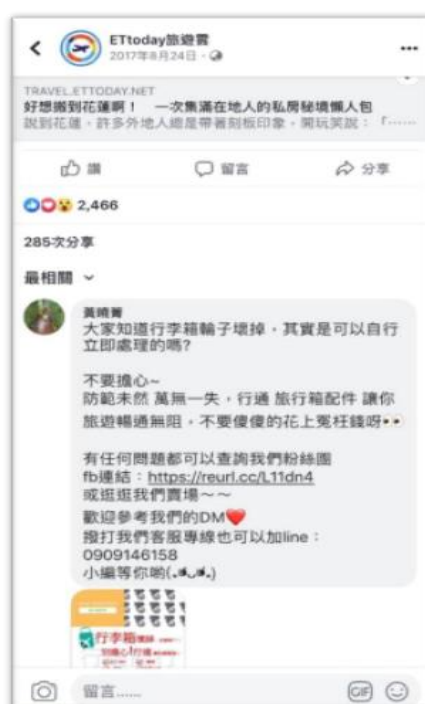 ETtoday旅遊雲
2017年8月24日
TRAVEL.ETTODAY.NET
好想搬到花蓮啊！ 一次集滿在地人的私房秘境懶人包
說到花蓮，許多外地人總是帶著刻板印象，開玩笑說：「……
讚 留言 分享
2,466
285次分享
最相關
黃曉菁
大家知道行李箱輪子壞掉，其實是可以自行
立即處理的嗎?
不要擔心~
防範未然 萬無一失，行通 旅行箱配件 讓你
旅遊暢通無阻，不要傻傻的花上冤枉錢呀
有任何問題都可以查詢我們粉絲團
fb連結：https://reurl.cc/L11dn4
或逛逛我們賣場～～
歡迎參考我們的DM
撥打我們客服專線也可以加line：
0909146158
小編等你喲
行李箱
別擔心!行通
留言……
GIF